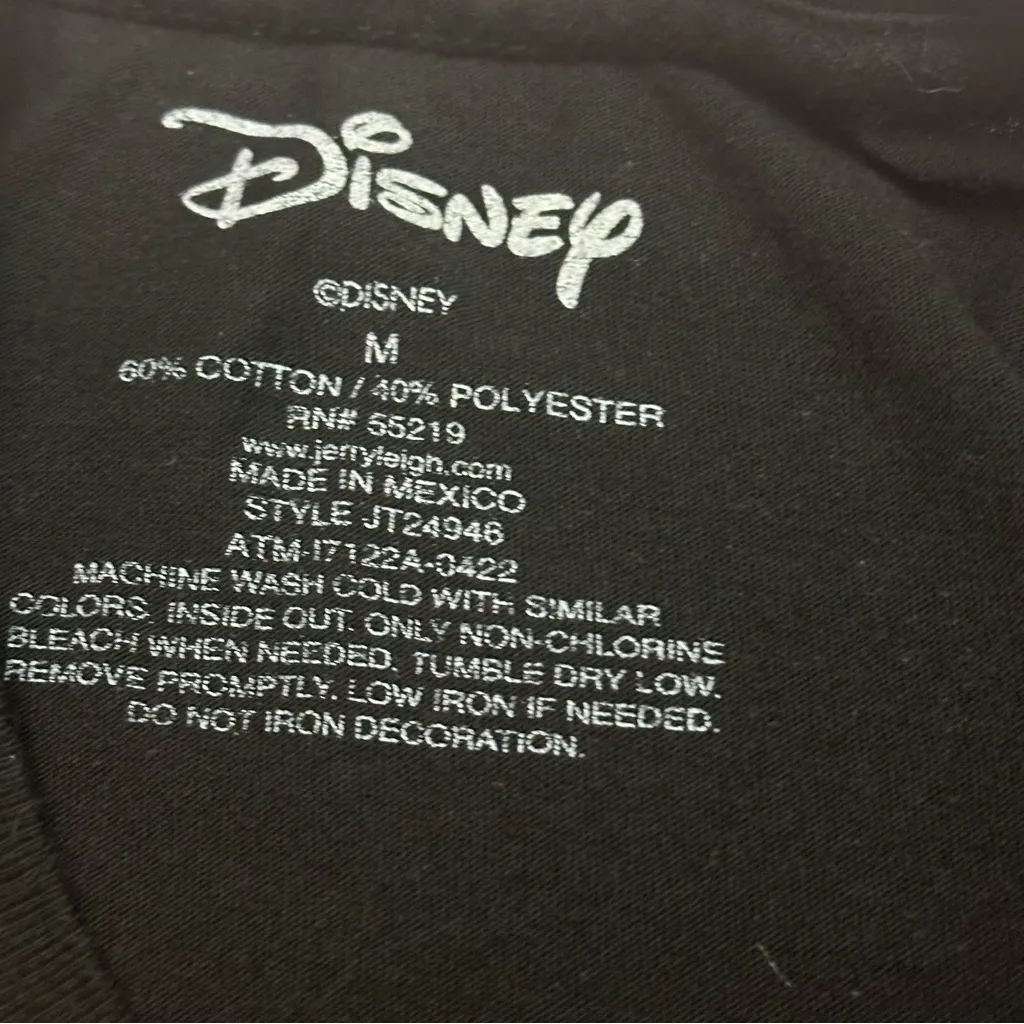 Disney
©DISNEY
M
60% COTTON / 40% POLYESTER
RN# 55219
www.jerryleigh.com
MADE IN MEXICO
STYLE JT24946
ATM-I7122A-0422
MACHINE WASH COLD WITH SIMILAR
COLORS. INSIDE OUT. ONLY NON-CHLORINE
BLEACH WHEN NEEDED. TUMBLE DRY LOW.
REMOVE PROMPTLY. LOW IRON IF NEEDED.
DO NOT IRON DECORATION.